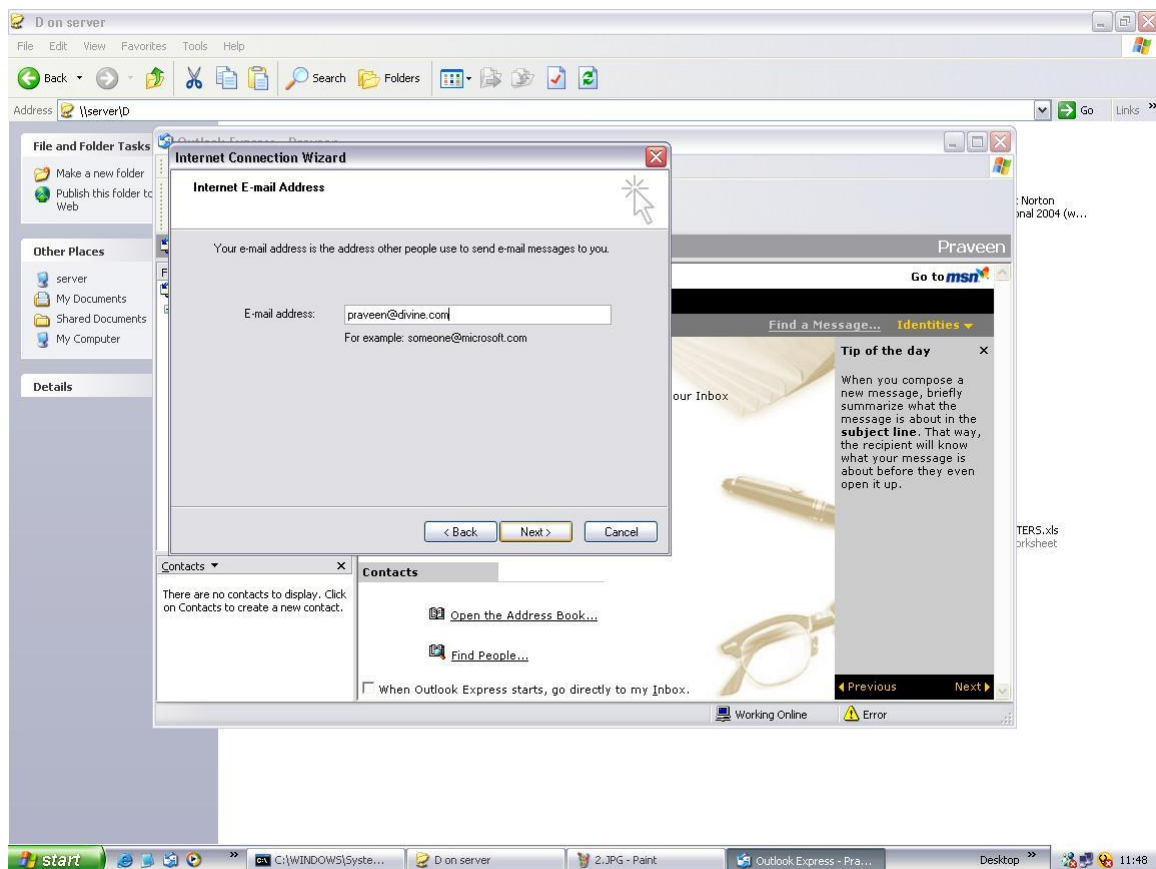 D on server
File Edit View Favorites Tools Help
Back Search Folders
Address \\server\D Go Links »
File and Folder Tasks
Make a new folder
Publish this folder to
Web
Other Places
server
My Documents
Shared Documents
My Computer
Details
Outlook Express - Praveen
Internet Connection Wizard
Internet E-mail Address
Your e-mail address is the address other people use to send e-mail messages to you.
E-mail address: praveen@divine.com
For example: someone@microsoft.com
< Back Next > Cancel
Norton
onal 2004 (w...
Praveen
Go to msn
Find a Message... Identities
Tip of the day
When you compose a
new message, briefly
summarize what the
message is about in the
subject line. That way,
the recipient will know
what your message is
about before they even
open it up.
our Inbox
TERS.xls
orksheet
Contacts
There are no contacts to display. Click
on Contacts to create a new contact.
Contacts
Open the Address Book...
Find People...
When Outlook Express starts, go directly to my Inbox.
Previous Next
Working Online Error
start » C:\WINDOWS\Syste... D on server 2.JPG - Paint Outlook Express - Pra... Desktop » 11:48